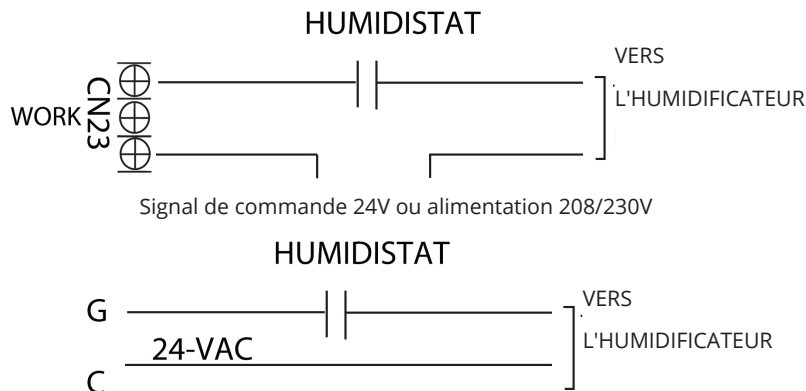 HUMIDISTAT
VERS
L'HUMIDIFICATEUR
WORK
CN23
Signal de commande 24V ou alimentation 208/230V
HUMIDISTAT
G
VERS
L'HUMIDIFICATEUR
24-VAC
C